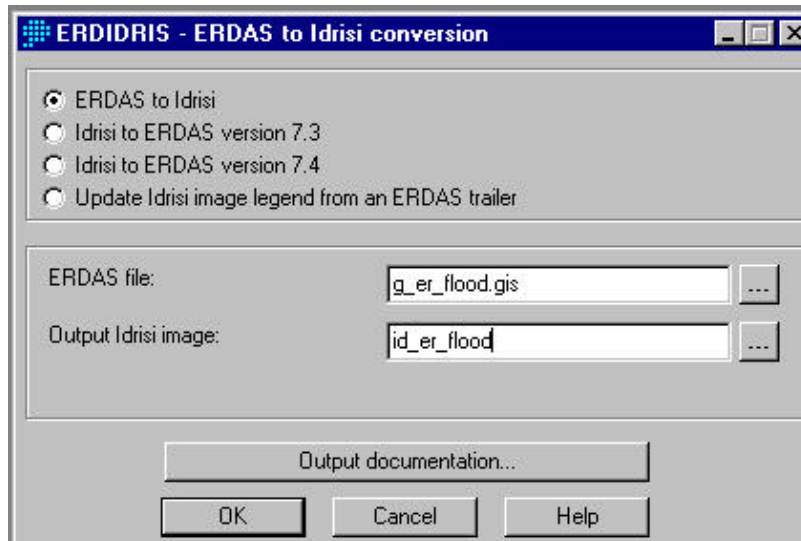 ERDIDRIS - ERDAS to Idrisi conversion
ERDAS to Idrisi
Idrisi to ERDAS version 7.3
Idrisi to ERDAS version 7.4
Update Idrisi image legend from an ERDAS trailer
ERDAS file: g_er_flood.gis ...
Output Idrisi image: id_er_flood ...
Output documentation...
OK Cancel Help